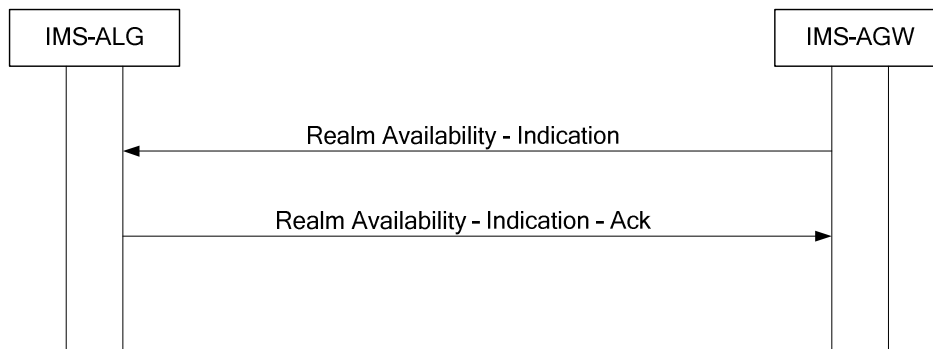 IMS-ALG
IMS-AGW
Realm Availability - Indication
Realm Availability - Indication - Ack